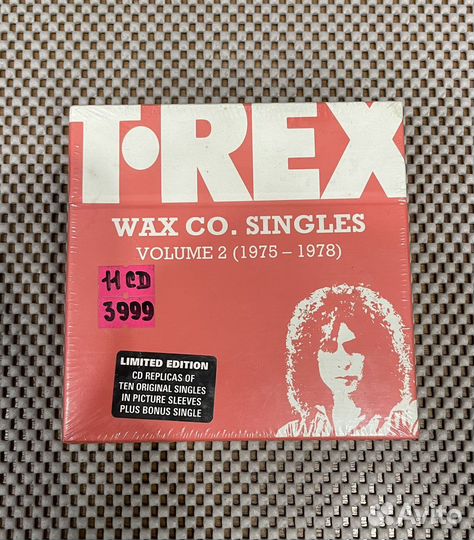 T•REX
WAX CO. SINGLES
VOLUME 2 (1975 – 1978)
11 CD
3999
LIMITED EDITION
CD REPLICAS OF
TEN ORIGINAL SINGLES
IN PICTURE SLEEVES
PLUS BONUS SINGLE
Avito